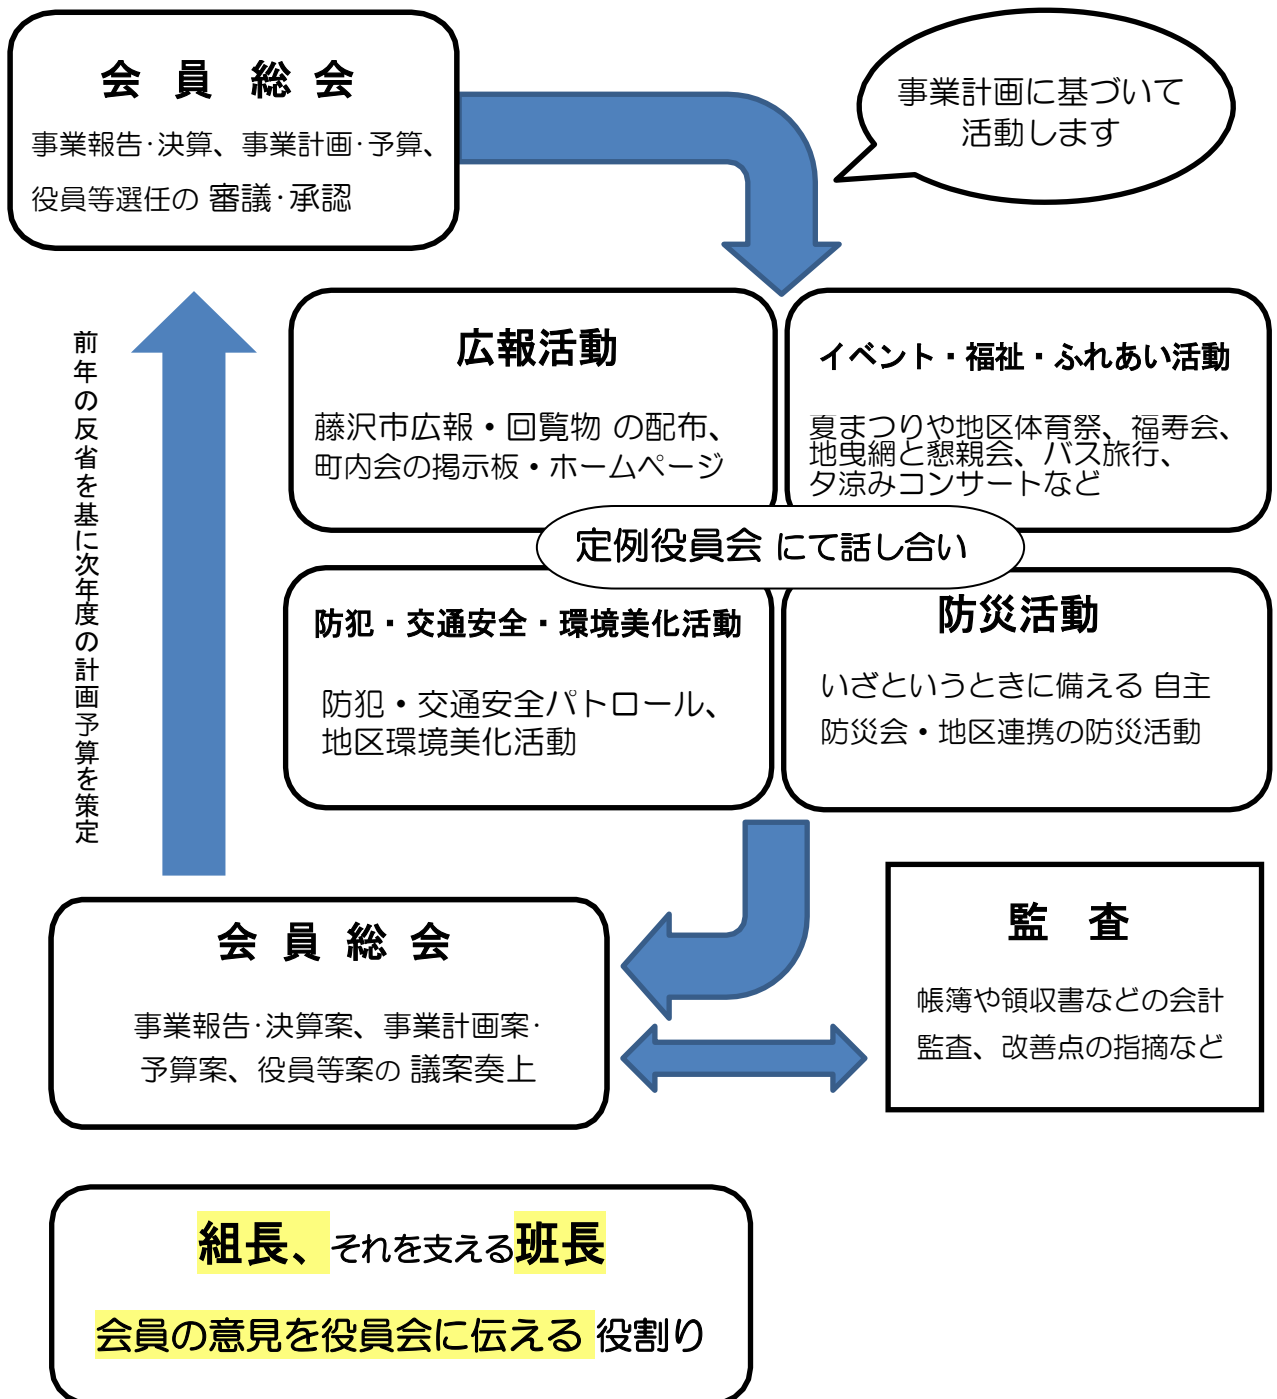 会 員 総 会
事業報告･決算、事業計画･予算、
役員等選任の 審議･承認
事業計画に基づいて
活動します
前年の反省を基に次年度の計画予算を策定
広報活動
藤沢市広報・回覧物 の配布、
町内会の掲示板・ホームページ
イベント・福祉・ふれあい活動
夏まつりや地区体育祭、福寿会、
地曳網と懇親会、バス旅行、
夕涼みコンサートなど
定例役員会 にて話し合い
防犯・交通安全・環境美化活動
防犯・交通安全パトロール、
地区環境美化活動
防災活動
いざというときに備える 自主
防災会・地区連携の防災活動
会 員 総 会
事業報告･決算案、事業計画案･
予算案、役員等案の 議案奏上
監 査
帳簿や領収書などの会計
監査、改善点の指摘など
組長、それを支える班長
会員の意見を役員会に伝える 役割り